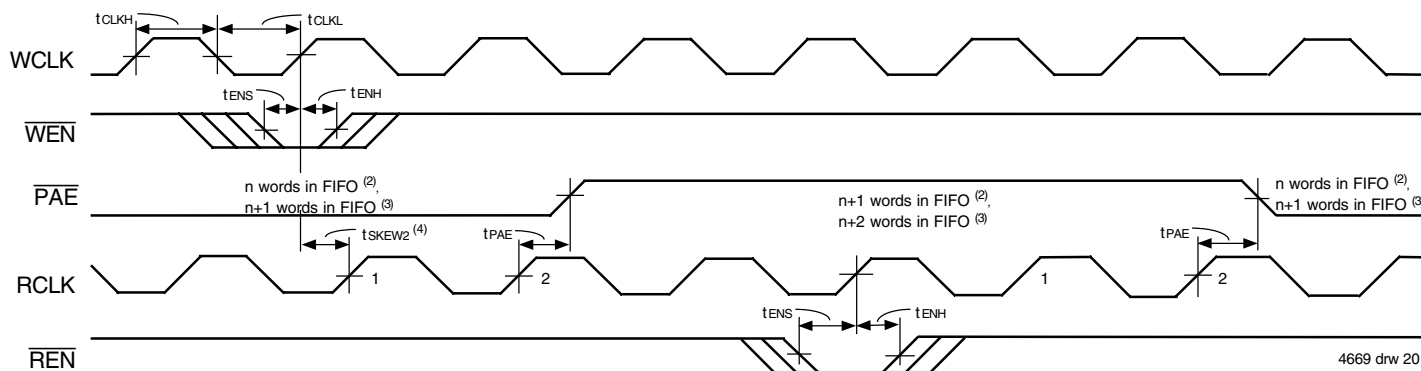 tCLKH
tCLKL
WCLK
tENS
tENH
WEN
PAE
n words in FIFO (2),
n+1 words in FIFO (3)
n+1 words in FIFO (2),
n+2 words in FIFO (3)
n words in FIFO (2),
n+1 words in FIFO (3
tSKEW2 (4)
tPAE
tPAE
RCLK
1
2
1
2
tENS
tENH
REN
4669 drw 20